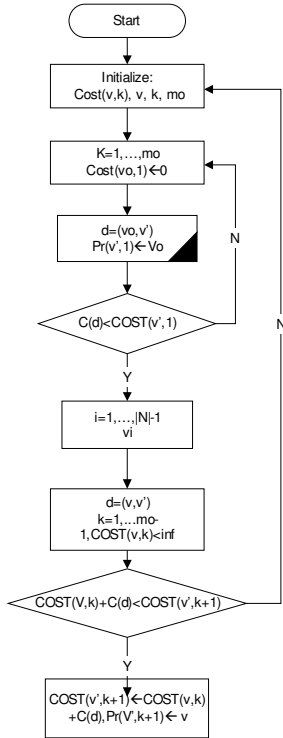 Start
Initialize:
Cost(v,k), v, k, mo
K=1,...,mo
Cost(vo,1)←0
d=(vo,v')
Pr(v',1)←Vo
N
N
C(d)<COST(v',1)
Y
i=1,...,|N|-1
vi
d=(v,v')
k=1,...mo-
1,COST(v,k)<inf
COST(V,k)+C(d)<COST(v',k+1)
Y
COST(v',k+1)←COST(v,k)
+C(d),Pr(V',k+1)← v